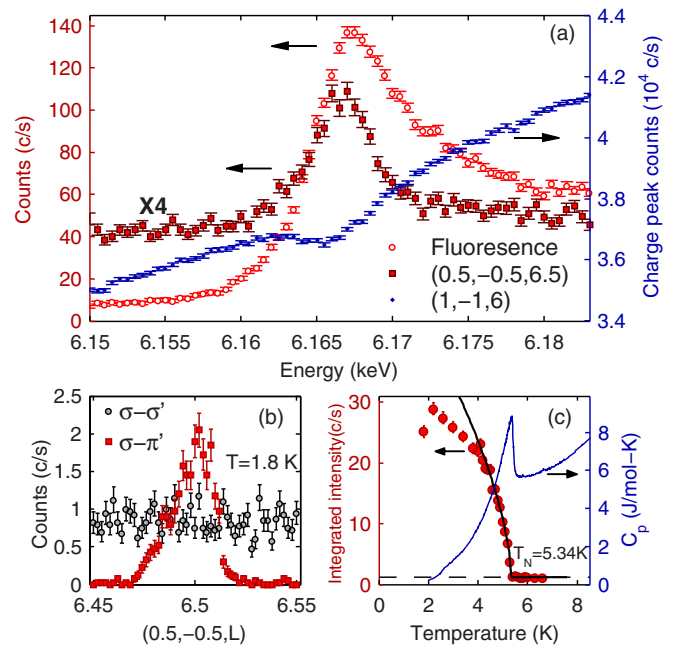 (a)
140
120
100
80
60
40
20
0
Counts (c/s)
X4
4.4
4.2
4
3.8
3.6
3.4
Charge peak counts (10⁴ c/s)
Fluoresence
(0.5,−0.5,6.5)
(1,−1,6)
6.15
6.155
6.16
6.165
6.17
6.175
6.18
Energy (keV)
(b)
2.5
2
1.5
1
0.5
0
Counts (c/s)
σ−σ’
σ−π’
T=1.8 K
6.45
6.5
6.55
(0.5,−0.5,L)
(c)
30
20
10
0
Integrated intensity(c/s)
8
6
4
2
0
Cₚ (J/mol−K)
T_N=5.34K
0
2
4
6
8
Temperature (K)